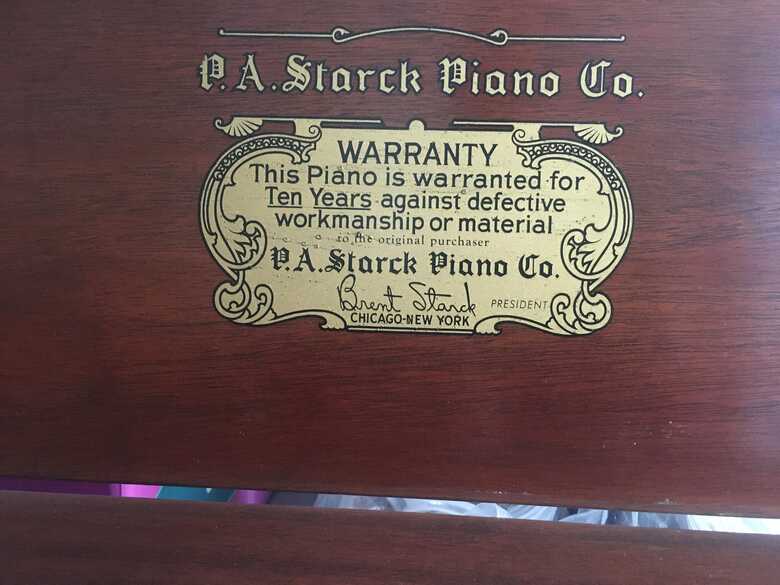 P.A.Starck Piano Co.
WARRANTY
This Piano is warranted for
Ten Years against defective
workmanship or material
to the original purchaser
P.A.Starck Piano Co.
Brent Starck PRESIDENT
CHICAGO-NEW YORK